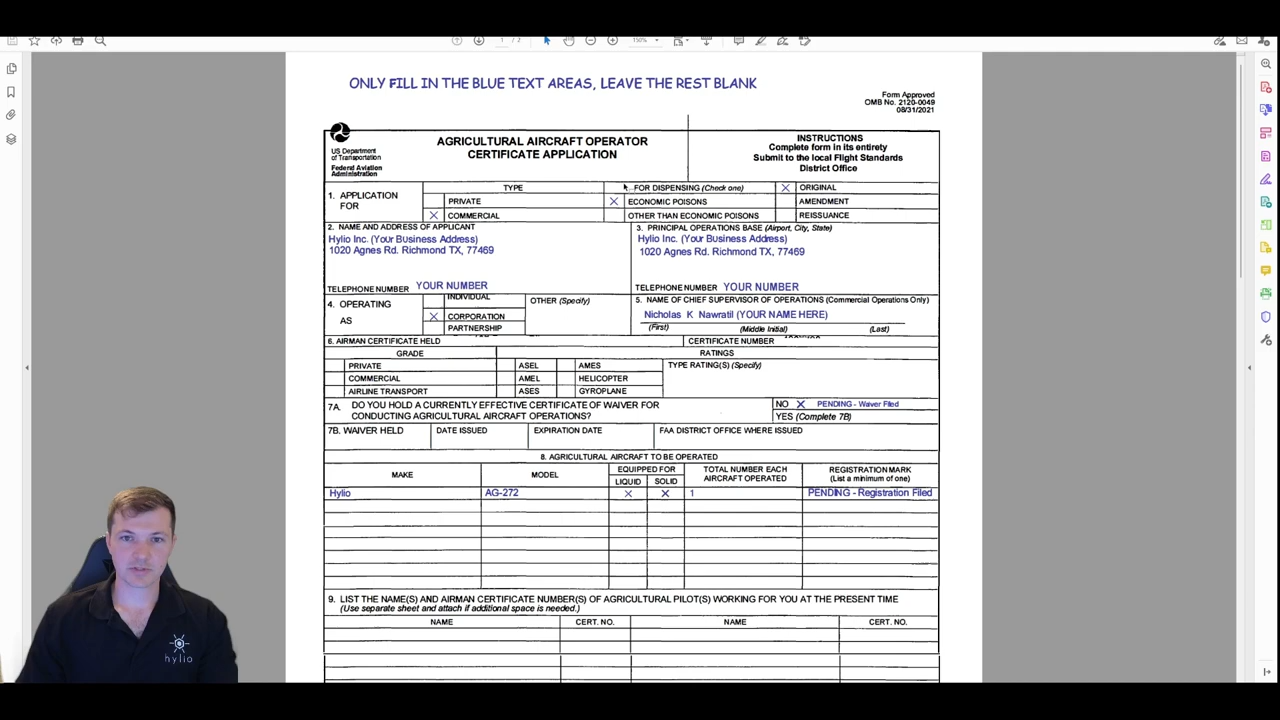 150%
1 / 2
ONLY FILL IN THE BLUE TEXT AREAS, LEAVE THE REST BLANK
Form Approved
OMB No. 2120-0049
08/31/2021
US Department
of Transportation
Federal Aviation
Administration
AGRICULTURAL AIRCRAFT OPERATOR
CERTIFICATE APPLICATION
INSTRUCTIONS
Complete form in its entirety
Submit to the local Flight Standards
District Office
1. APPLICATION
FOR
TYPE
FOR DISPENSING (Check one)
X ORIGINAL
PRIVATE
X ECONOMIC POISONS
AMENDMENT
X COMMERCIAL
OTHER THAN ECONOMIC POISONS
REISSUANCE
2. NAME AND ADDRESS OF APPLICANT
Hylio Inc. (Your Business Address)
1020 Agnes Rd. Richmond TX, 77469
TELEPHONE NUMBER YOUR NUMBER
3. PRINCIPAL OPERATIONS BASE (Airport, City, State)
Hylio Inc. (Your Business Address)
1020 Agnes Rd. Richmond TX, 77469
TELEPHONE NUMBER YOUR NUMBER
4. OPERATING
AS
INDIVIDUAL
X CORPORATION
PARTNERSHIP
OTHER (Specify)
5. NAME OF CHIEF SUPERVISOR OF OPERATIONS (Commercial Operations Only)
Nicholas K Nawratil (YOUR NAME HERE)
(First) (Middle Initial) (Last)
6. AIRMAN CERTIFICATE HELD
CERTIFICATE NUMBER
GRADE
RATINGS
PRIVATE
ASEL
AMES
TYPE RATING(S) (Specify)
COMMERCIAL
AMEL
HELICOPTER
AIRLINE TRANSPORT
ASES
GYROPLANE
7A. DO YOU HOLD A CURRENTLY EFFECTIVE CERTIFICATE OF WAIVER FOR
CONDUCTING AGRICULTURAL AIRCRAFT OPERATIONS?
NO X PENDING - Waiver Filed
YES (Complete 7B)
7B. WAIVER HELD
DATE ISSUED
EXPIRATION DATE
FAA DISTRICT OFFICE WHERE ISSUED
8. AGRICULTURAL AIRCRAFT TO BE OPERATED
MAKE
MODEL
EQUIPPED FOR
LIQUID SOLID
TOTAL NUMBER EACH
AIRCRAFT OPERATED
REGISTRATION MARK
(List a minimum of one)
Hylio AG-272 X X 1 PENDING - Registration Filed
9. LIST THE NAME(S) AND AIRMAN CERTIFICATE NUMBER(S) OF AGRICULTURAL PILOT(S) WORKING FOR YOU AT THE PRESENT TIME
(Use separate sheet and attach if additional space is needed.)
NAME CERT. NO. NAME CERT. NO.
hylio